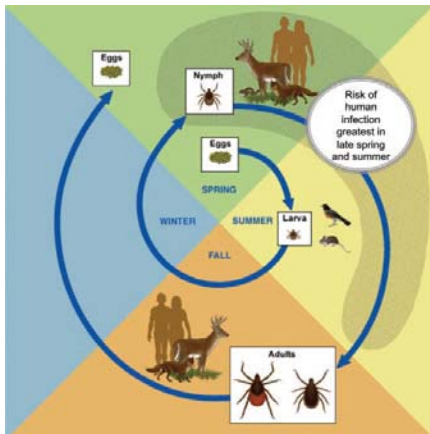 Eggs
Nymph
Risk of
human
infection
greatest in
late spring
and summer
Eggs
SPRING
WINTER
SUMMER
Larva
FALL
Adults